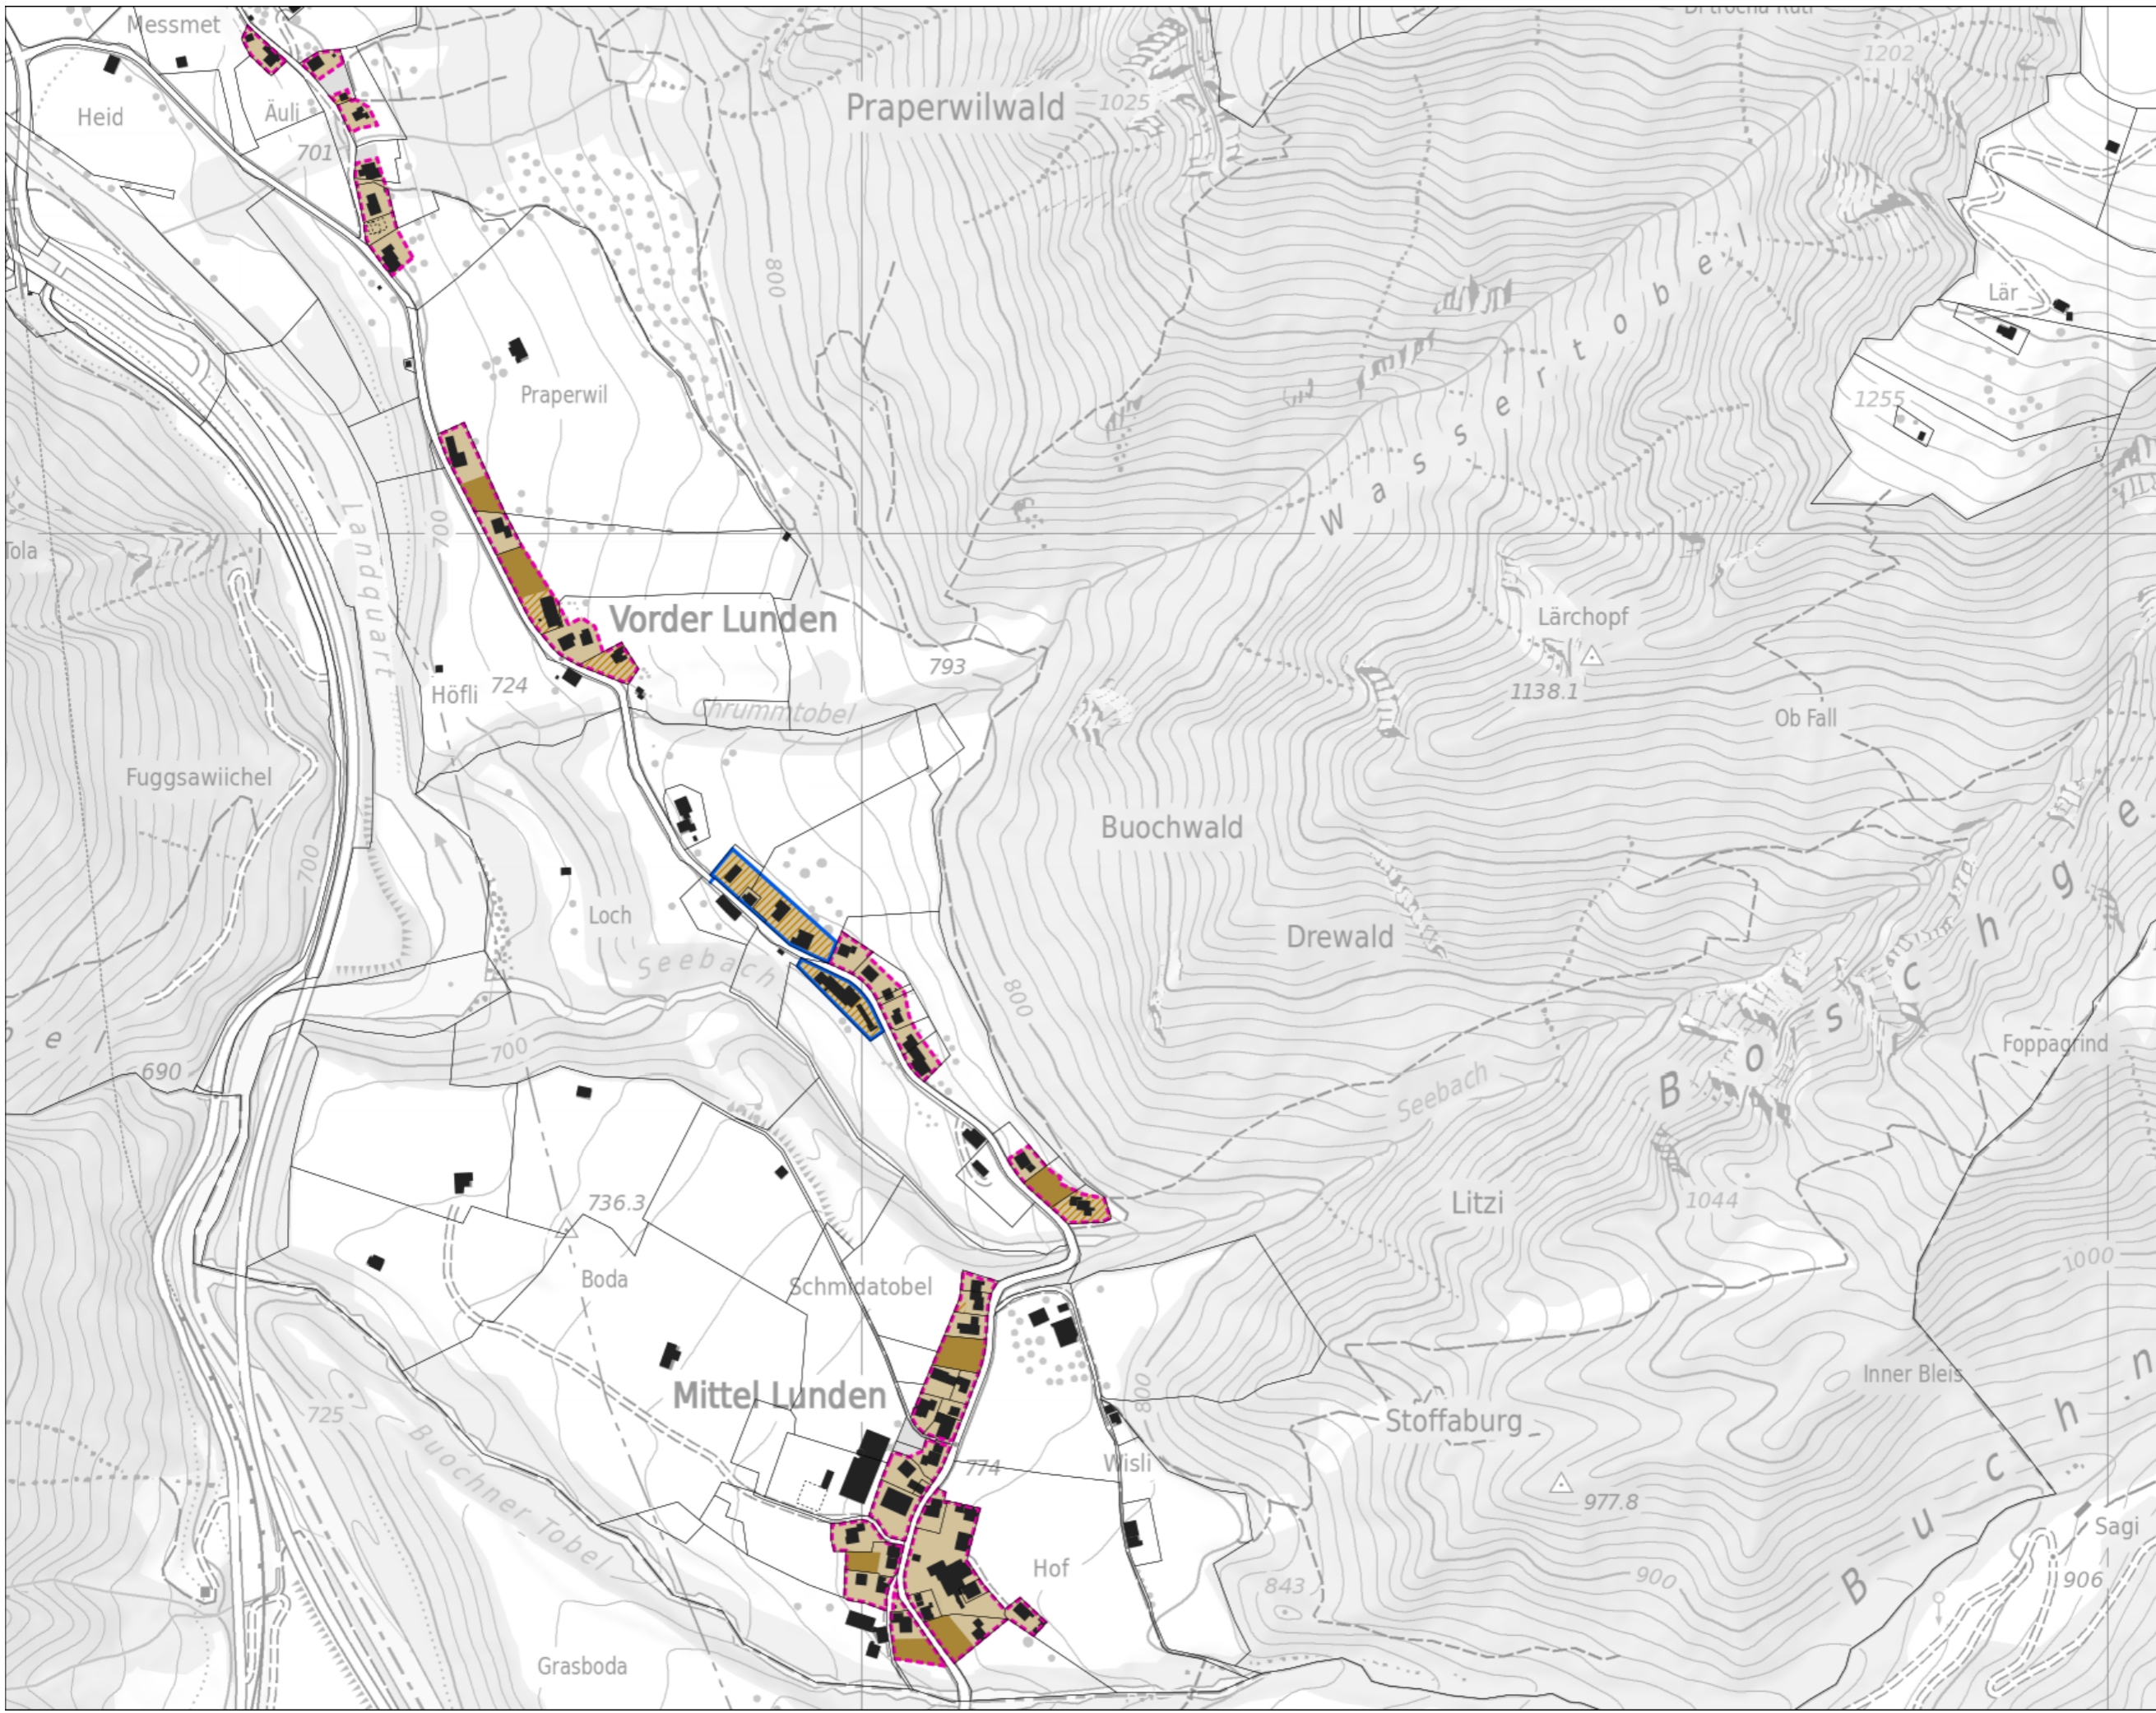 Messmet
1202
Praperwilwald
1025
Heid
Äuli
701
Wassertobel
800
Lär
Praperwil
1255
Landquart
700
Vorder Lunden
Lärchopf
793
1138.1
Höfli
724
Chrummtobel
Ob Fall
Fuggsawiichel
Buochwald
700
Loch
Drewald
Seebach
800
Boschge
Foppagrind
700
690
Seebach
736.3
Litzi
1044
Boda
Schmidatobel
1000
Inner Bleis
Mittel Lunden
800
725
Stoffaburg
Buochner Tobel
774
Wisli
977.8
Sagi
Hof
843
900
906
Buchin
Grasboda